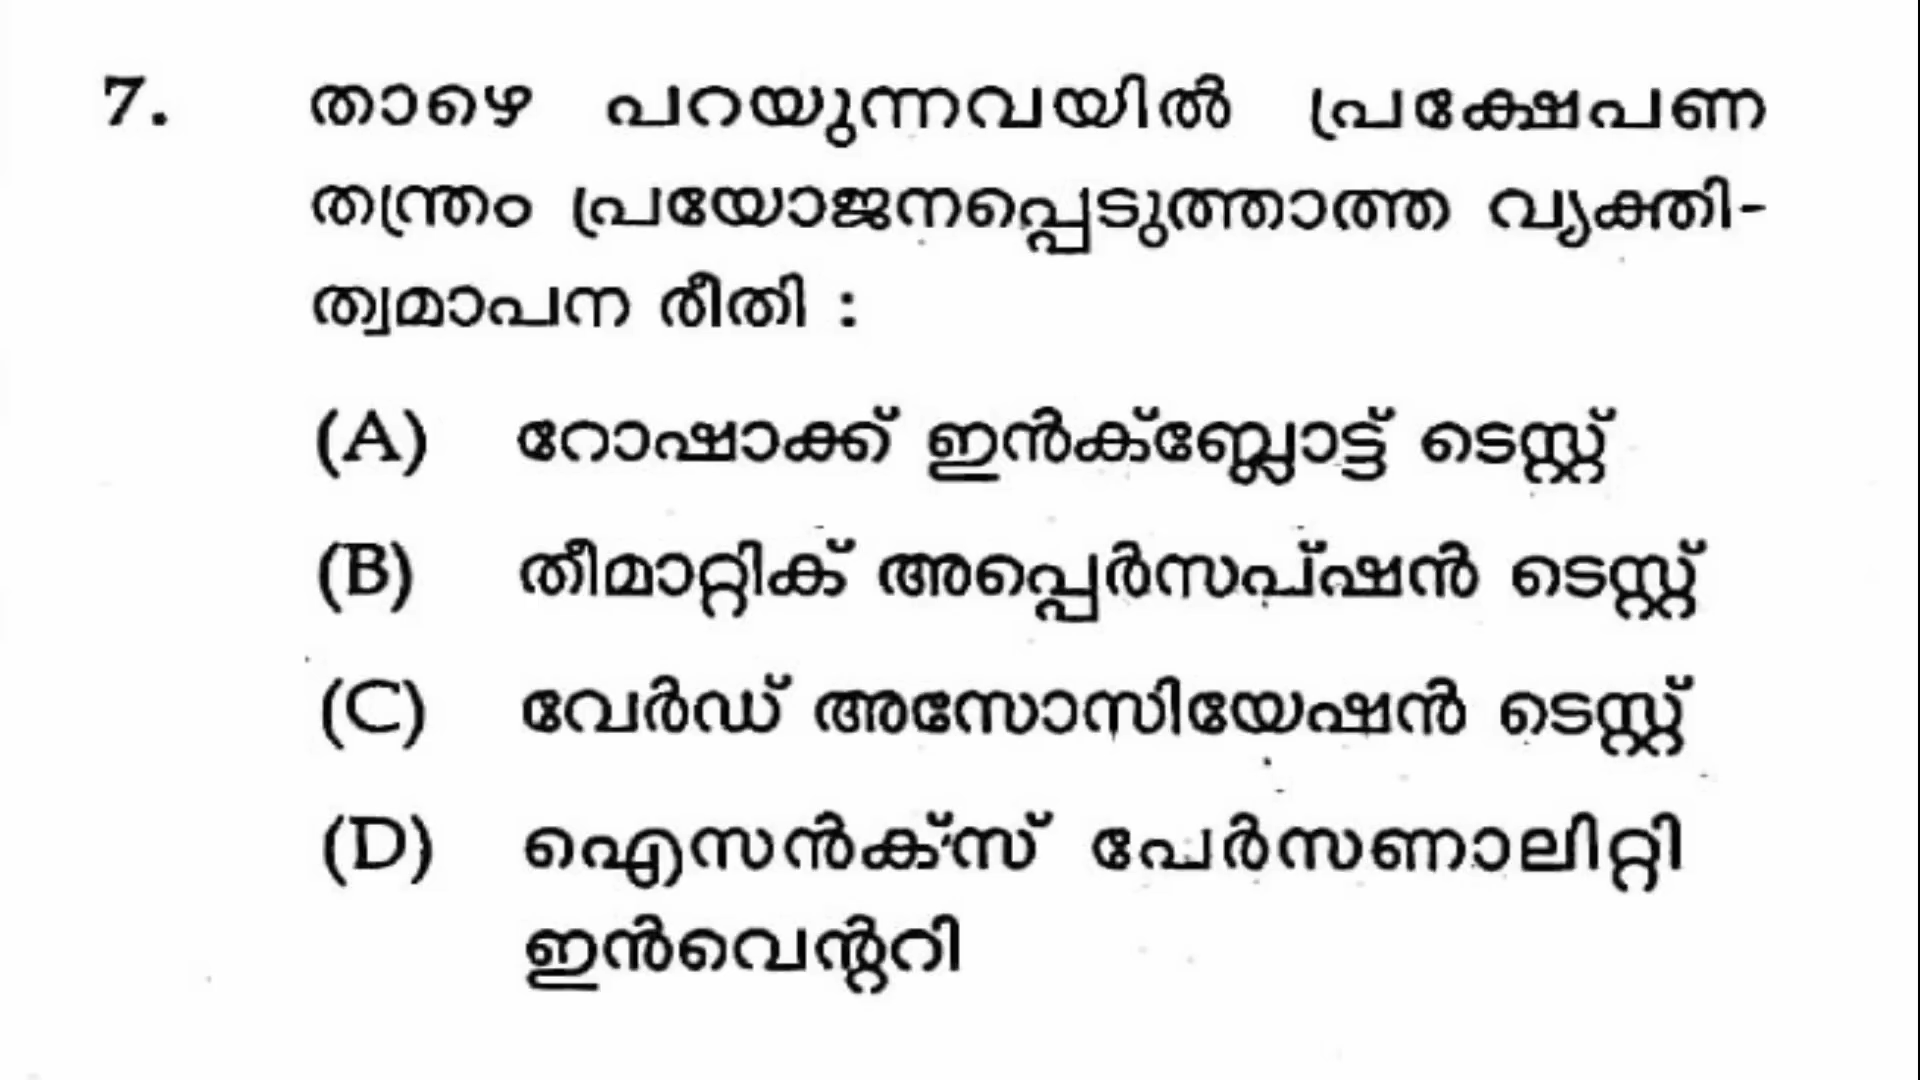 7. താഴെ പറയുന്നവയിൽ പ്രക്ഷേപണ
തന്ത്രം പ്രയോജനപ്പെടുത്താത്ത വ്യക്തി-
ത്വമാപന രീതി :
(A) റോഷാക്ക് ഇൻക്ബ്ലോട്ട് ടെസ്റ്റ്
(B) തീമാറ്റിക് അപ്പെർസപ്ഷൻ ടെസ്റ്റ്
(C) വേർഡ് അസോസിയേഷൻ ടെസ്റ്റ്
(D) ഐസൻക്സ് പേർസണാലിറ്റി
ഇൻവെന്ററി